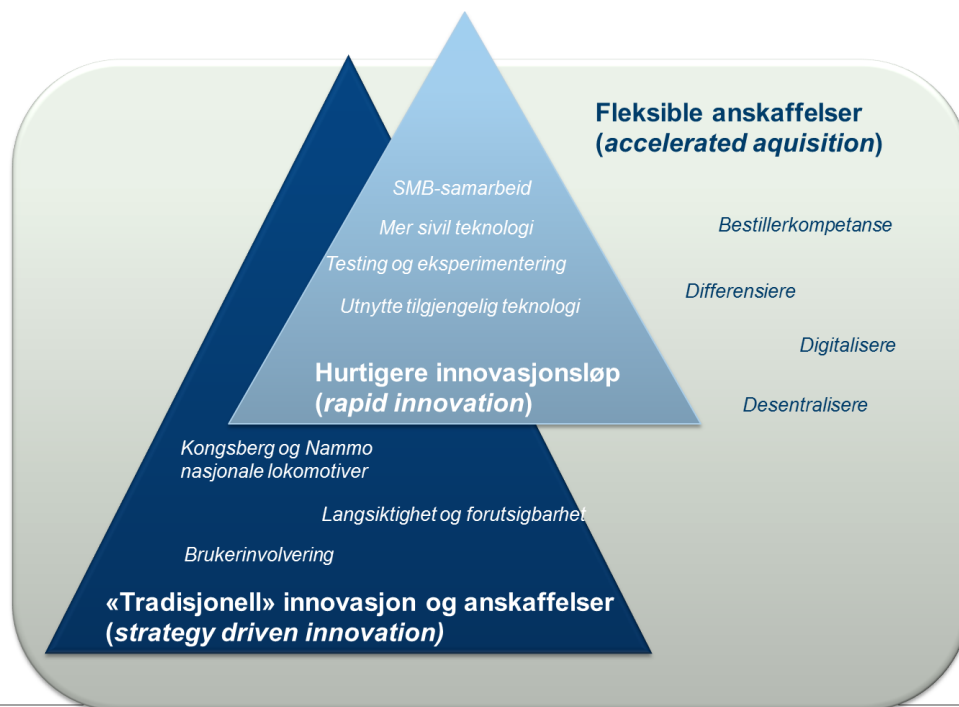 Fleksible anskaffelser
(accelerated aquisition)
SMB-samarbeid
Mer sivil teknologi
Testing og eksperimentering
Utnytte tilgjengelig teknologi
Hurtigere innovasjonsløp
(rapid innovation)
Bestillerkompetanse
Differensiere
Digitalisere
Desentralisere
Kongsberg og Nammo
nasjonale lokomotiver
Langsiktighet og forutsigbarhet
Brukerinvolvering
«Tradisjonell» innovasjon og anskaffelser
(strategy driven innovation)